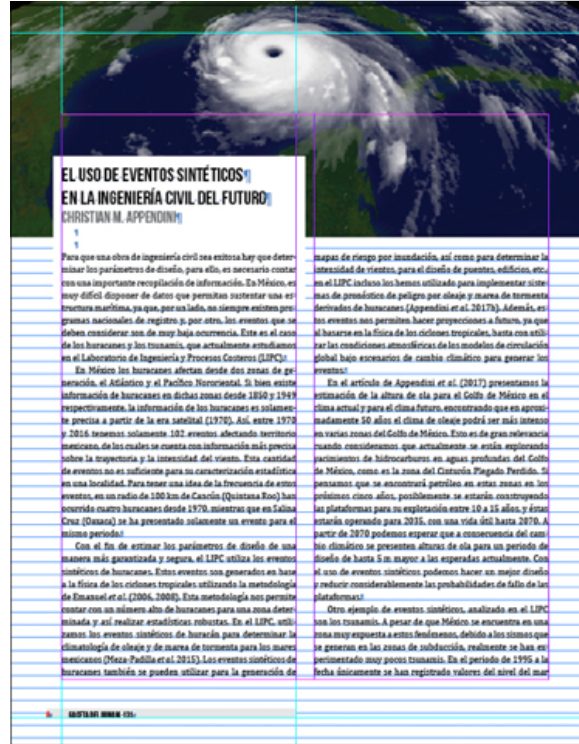 EL USO DE EVENTOS SINTÉTICOS
EN LA INGENIERÍA CIVIL DEL FUTURO
CHRISTIAN M. APPENDINI
Para que una obra de ingeniería civil sea exitosa hay que deter-
minar los parámetros de diseño, para ello, es necesario contar
con una importante recopilación de información. En México, es
muy difícil disponer de datos que permitan sustentar una es-
tructura marítima, ya que, por un lado, no siempre existen pro-
gramas nacionales de registro y, por otro, los eventos que se
deben considerar son de muy baja ocurrencia. Este es el caso
de los huracanes y los tsunamis, que actualmente estudiamos
en el Laboratorio de Ingeniería y Procesos Costeros (LIPC).
En México los huracanes afectan desde dos zonas de ge-
neración, el Atlántico y el Pacífico Nororiental. Si bien existe
información de huracanes en dichas zonas desde 1850 y 1949
respectivamente, la información de los huracanes es solamen-
te precisa a partir de la era satelital (1970). Así, entre 1970
y 2016 tenemos solamente 102 eventos afectando territorio
mexicano, de los cuales se cuenta con información más precisa
sobre la trayectoria y la intensidad del viento. Esta cantidad
de eventos no es suficiente para su caracterización estadística
en una localidad. Para tener una idea de la frecuencia de estos
eventos, en un radio de 100 km de Cancún (Quintana Roo) han
ocurrido cuatro huracanes desde 1970, mientras que en Salina
Cruz (Oaxaca) se ha presentado solamente un evento para el
mismo periodo.
Con el fin de estimar los parámetros de diseño de una
manera más garantizada y segura, el LIPC utiliza los eventos
sintéticos de huracanes. Estos eventos son generados en base
a la física de los ciclones tropicales utilizando la metodología
de Emanuel et al. (2006, 2008). Esta metodología nos permite
contar con un número alto de huracanes para una zona deter-
minada y así realizar estadísticas robustas. En el LIPC, utili-
zamos los eventos sintéticos de huracán para determinar la
climatología de oleaje y de marea de tormenta para los mares
mexicanos (Meza-Padilla et al. 2015). Los eventos sintéticos de
huracanes también se pueden utilizar para la generación de
mapas de riesgo por inundación, así como para determinar la
intensidad de vientos, para el diseño de puentes, edificios, etc.,
en el LIPC incluso los hemos utilizado para implementar siste-
mas de pronóstico de peligro por oleaje y marea de tormenta
derivados de huracanes (Appendini et al. 2017b). Además, es-
tos eventos nos permiten hacer proyecciones a futuro, ya que
al basarse en la física de los ciclones tropicales, basta con utili-
zar las condiciones atmosféricas de los modelos de circulación
global bajo escenarios de cambio climático para generar los
eventos.
En el artículo de Appendini et al. (2017) presentamos la
estimación de la altura de ola para el Golfo de México en el
clima actual y para el clima futuro, encontrando que en aproxi-
madamente 50 años el clima de oleaje podrá ser más intenso
en varias zonas del Golfo de México. Esto es de gran relevancia
cuando consideramos que actualmente se están explorando
yacimientos de hidrocarburos en aguas profundas del Golfo
de México, como es la zona del Cinturón Plegado Perdido. Si
pensamos que se encontrará petróleo en estas zonas en los
próximos cinco años, posiblemente se estarán construyendo
las plataformas para su explotación entre 10 a 15 años, y éstas
estarán operando para 2035, con una vida útil hasta 2070. A
partir de 2070 podemos esperar que a consecuencia del cam-
bio climático se presenten alturas de ola para un periodo de
diseño de hasta 5 m mayor a las esperadas actualmente. Con
el uso de eventos sintéticos podemos hacer un mejor diseño
y reducir considerablemente las probabilidades de fallo de las
plataformas.
Otro ejemplo de eventos sintéticos, analizado en el LIPC
son los tsunamis. A pesar de que México se encuentra en una
zona muy expuesta a estos fenómenos, debido a los sismos que
se generan en las zonas de subducción, realmente se han ex-
perimentado muy pocos tsunamis. En el periodo de 1995 a la
fecha únicamente se han registrado valores del nivel del mar
GACETA DEL IINGEN 131